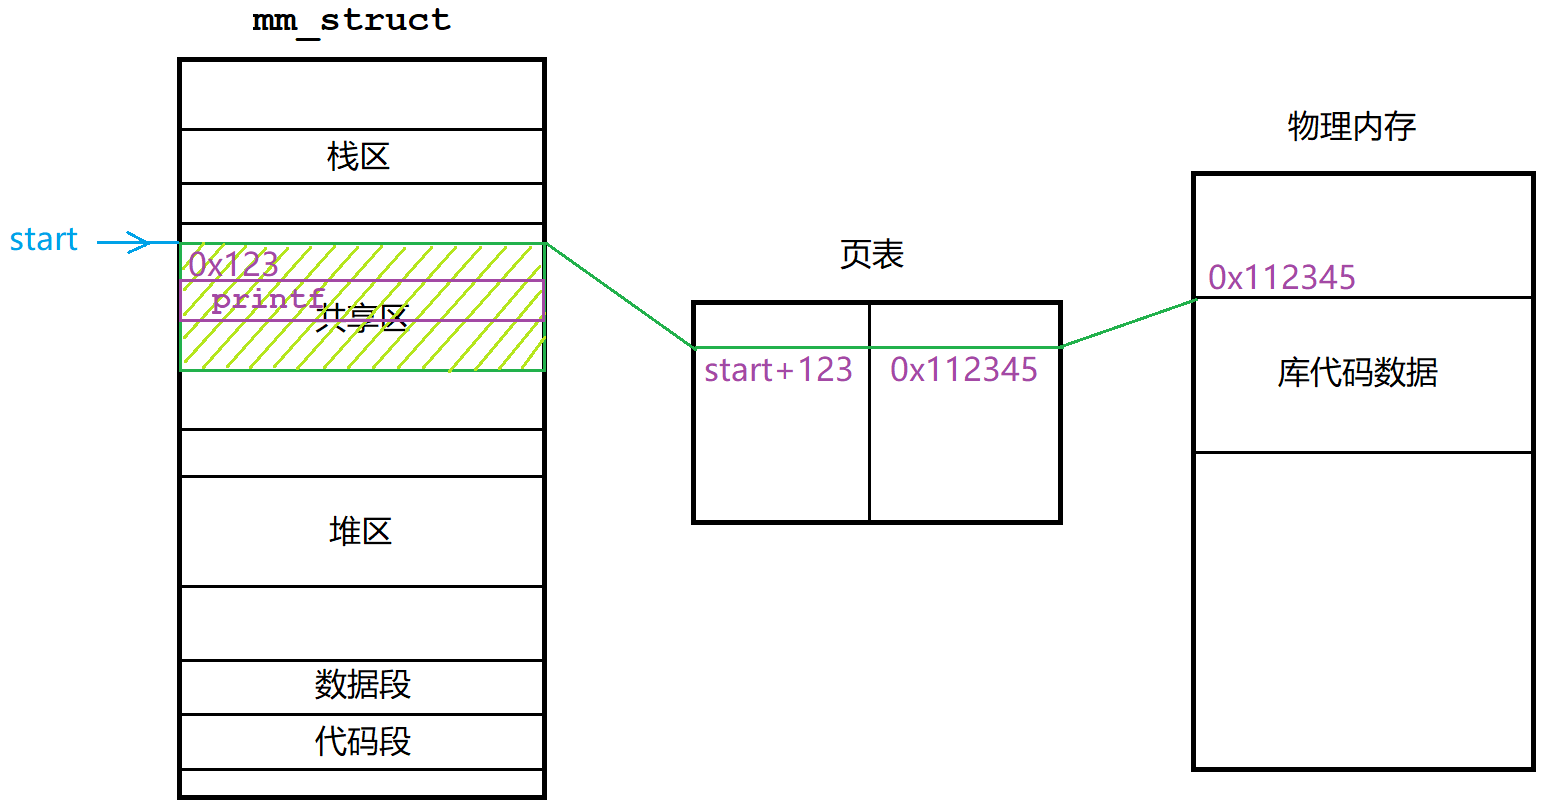 mm_struct
栈区
start
0x123
printf
共享区
堆区
数据段
代码段
页表
start+123
0x112345
物理内存
0x112345
库代码数据